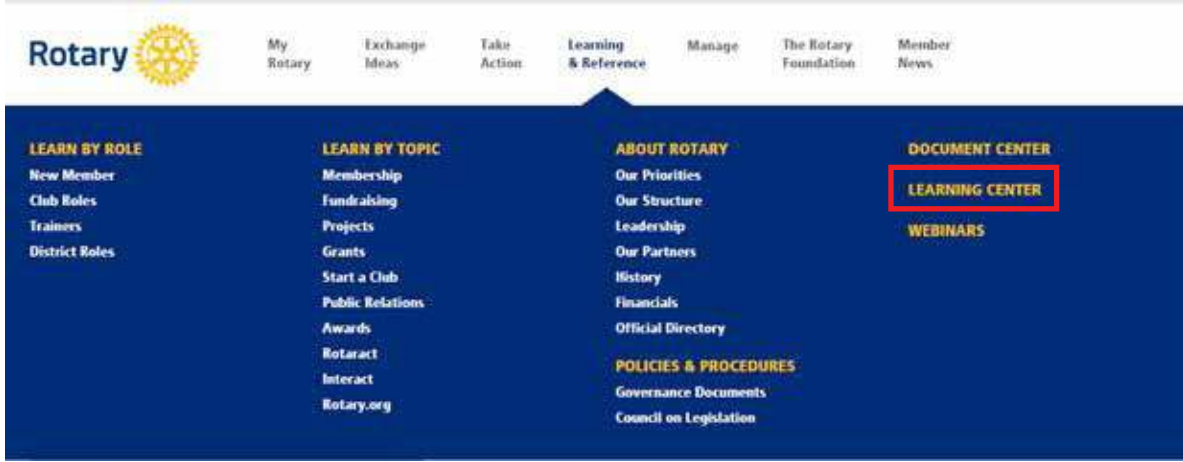 Rotary
My
Rotary
Exchange
Ideas
Take
Action
Learning
& Reference
Manage
The Rotary
Foundation
Member
News
LEARN BY ROLE
New Member
Club Roles
Trainers
District Roles
LEARN BY TOPIC
Membership
Fundraising
Projects
Grants
Start a Club
Public Relations
Awards
Rotaract
Interact
Rotary.org
ABOUT ROTARY
Our Priorities
Our Structure
Leadership
Our Partners
History
Financials
Official Directory
POLICIES & PROCEDURES
Governance Documents
Council on Legislation
DOCUMENT CENTER
LEARNING CENTER
WEBINARS